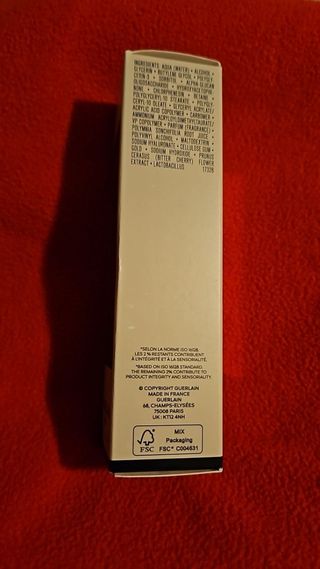 INGREDIENTS: AQUA (WATER) • ALCOHOL •
GLYCERIN • BUTYLENE GLYCOL • POLYGLY-
CERIN-3 • SORBITOL • ALPHA-GLUCAN
OLIGOSACCHARIDE • HYDROXYACETOPHE-
NONE • CHLORPHENESIN • BETAINE •
POLYGLYCERYL-10 STEARATE • POLYGLY-
CERYL-10 OLEATE • GLYCERYL ACRYLATE/
ACRYLIC ACID COPOLYMER • CARBOMER •
AMMONIUM ACRYLOYLDIMETHYLTAURATE/
VP COPOLYMER • PARFUM (FRAGRANCE) •
POLYMNIA SONCHIFOLIA ROOT JUICE •
POLYVINYL ALCOHOL • MALTODEXTRIN •
SODIUM HYALURONATE • CELLULOSE GUM •
GOLD • SODIUM HYDROXIDE • PRUNUS
CERASUS (BITTER CHERRY) FLOWER
EXTRACT • LACTOBACILLUS 17328
*SELON LA NORME ISO 16128.
LES 2 % RESTANTS CONTRIBUENT
À L'INTÉGRITÉ ET À LA SENSORIALITÉ.
*BASED ON ISO 16128 STANDARD.
THE REMAINING 2% CONTRIBUTE TO
PRODUCT INTEGRITY AND SENSORIALITY.
© COPYRIGHT GUERLAIN
MADE IN FRANCE
GUERLAIN
68, CHAMPS-ELYSÉES
75008 PARIS
UK : KT12 4NH
FSC
MIX
Packaging
FSC® C004631